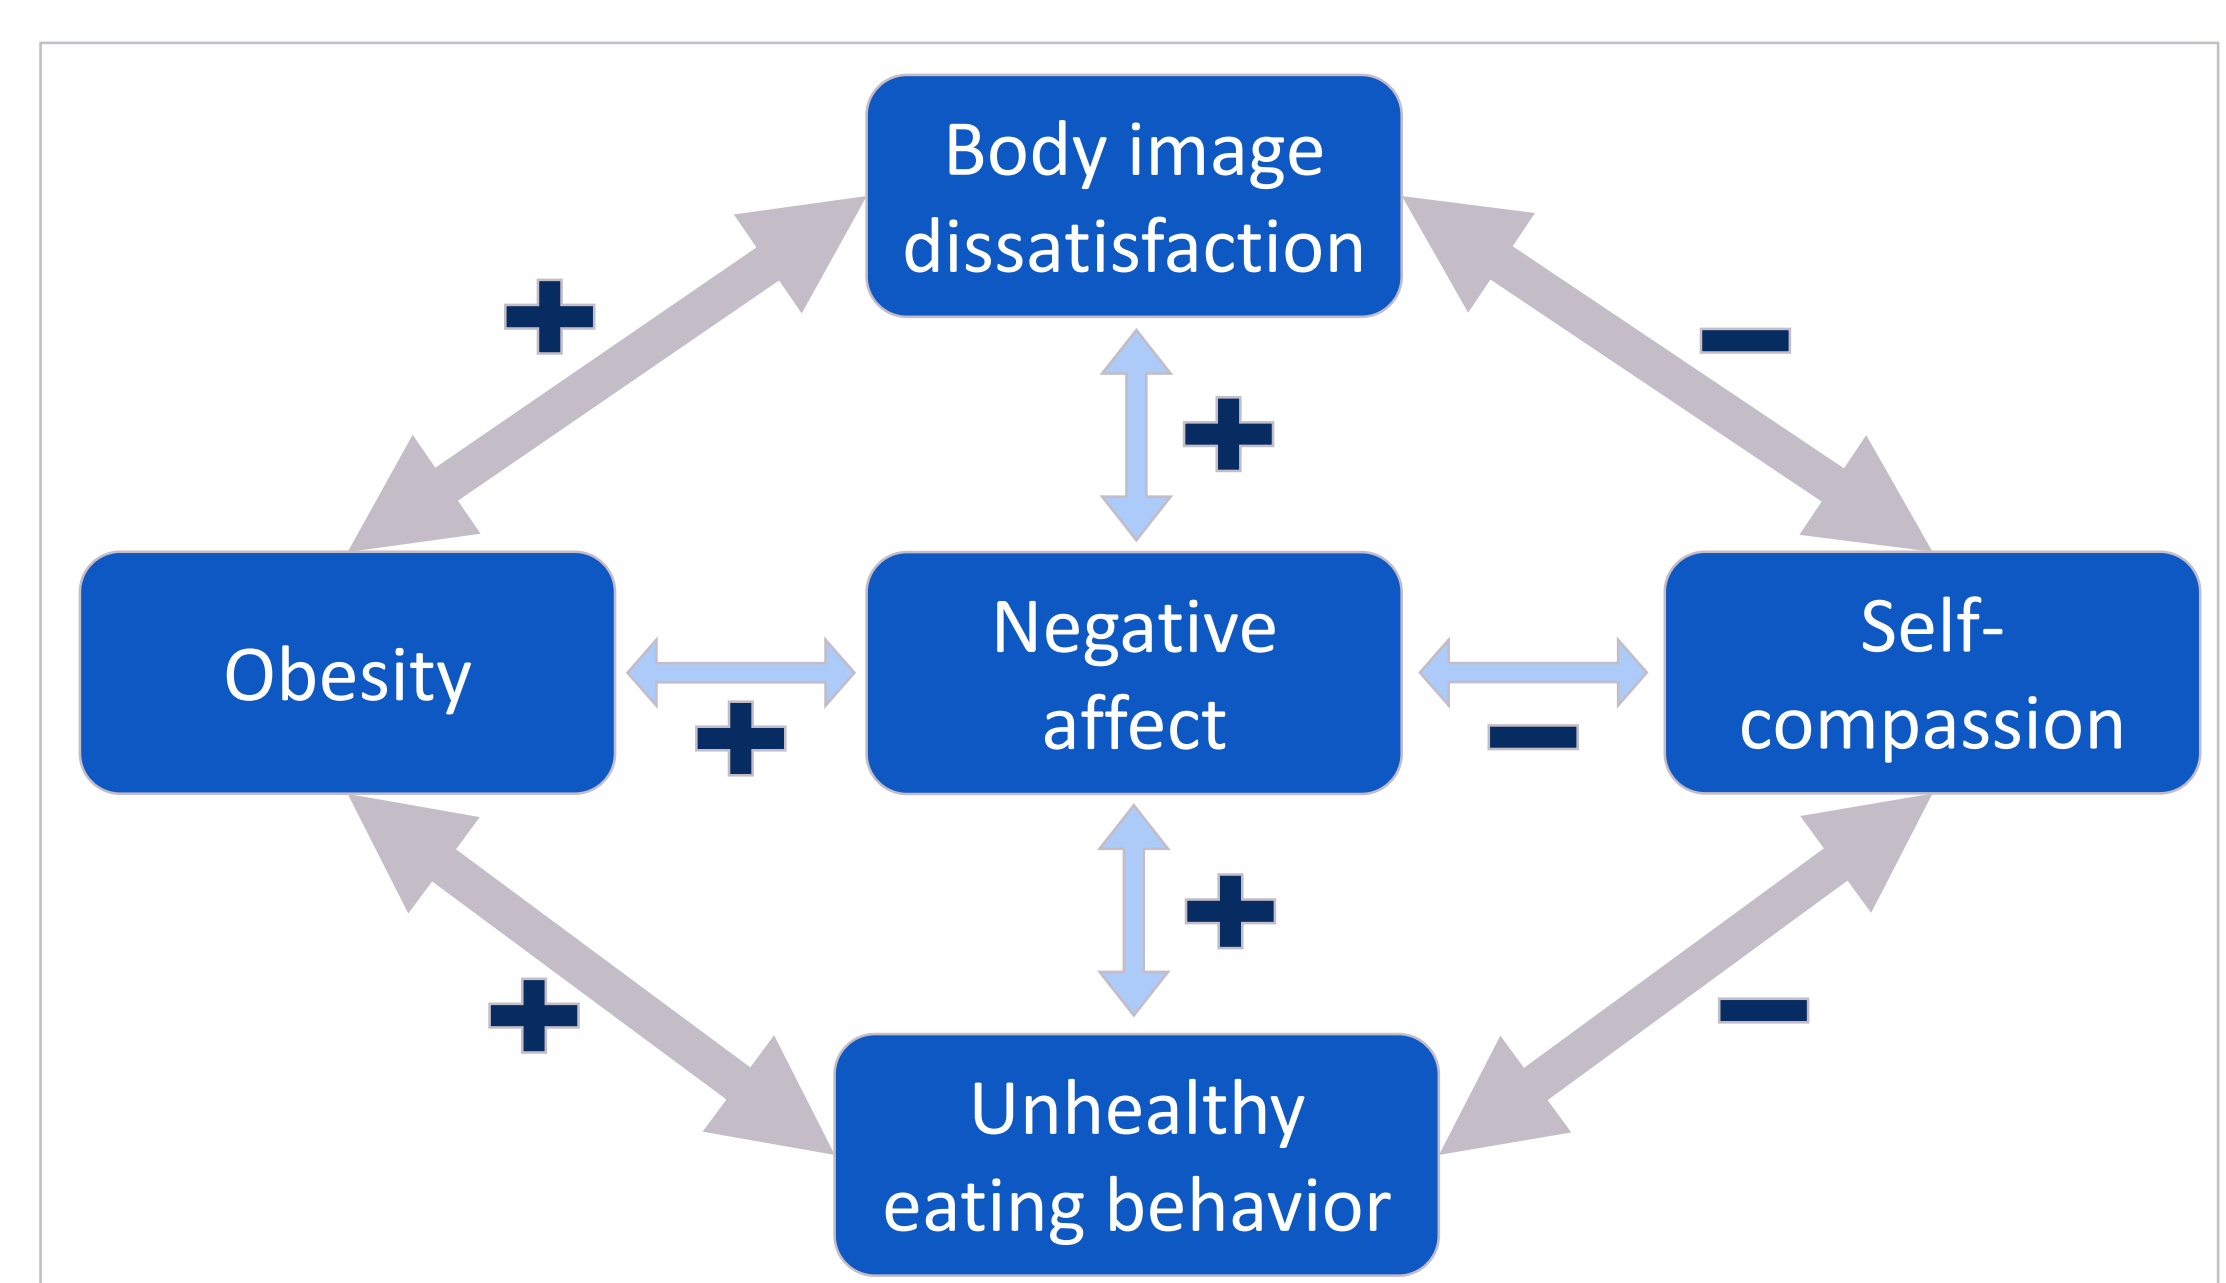 Body image
dissatisfaction
+
−
+
Obesity
Negative
affect
Self-
compassion
+
−
+
+
−
Unhealthy
eating behavior